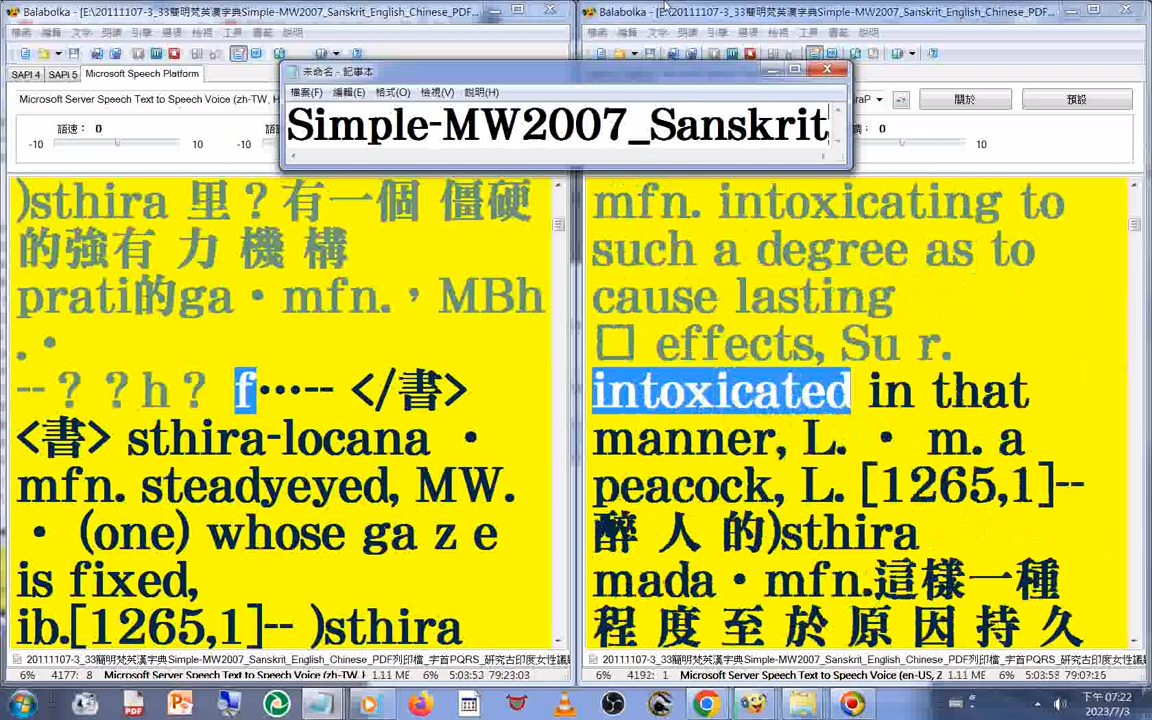 Balabolka - [E:\20111107-3_33簡明梵英漢字典Simple-MW2007_Sanskrit_English_Chinese_PDF
Balabolka - [E:\20111107-3_33簡明梵英漢字典Simple-MW2007_Sanskrit_English_Chinese_PDF...
SAPI 4 SAPI 5 Microsoft Speech Platform
未命名 - 記事本
檔案(F) 編輯(E) 格式(O) 檢視(V) 說明(H)
Simple-MW2007_Sanskrit
Microsoft Server Speech Text to Speech Voice (zh-TW, H
關於 預設
語速： 0
-10 10 -10
0
10
)sthira 里？有一個 僵硬
的強有 力 機 構
prati的ga・mfn.，MBh
.・
--？？h？ f…-- </書>
<書> sthira-locana ・
mfn. steadyeyed, MW.
・ (one) whose ga z e
is fixed,
ib.[1265,1]-- )sthira
mfn. intoxicating to
such a degree as to
cause lasting
□ effects, Su r.
intoxicated in that
manner, L. ・ m. a
peacock, L. [1265,1]--
醉 人 的)sthira
mada・mfn.這樣一種
程 度 至 於 原 因 持 久
20111107-3_33簡明梵英漢字典Simple-MW2007_Sanskrit_English_Chinese_PDF列印檔_字首PQRS_研究古印度女性議
6% 4177: 8 1.11 MB 6% 5:03:5 79:23:03 Microsoft Server Speech Text to Speech Voice (zh-TW, H
20111107-3_33簡明梵英漢字典Simple-MW2007_Sanskrit_English_Chinese_PDF列印檔_字首PQRS_研究古印度女性議
6% 4192: 1 1.11 MB 6% 5:03:5 79:07:15 Microsoft Server Speech Text to Speech Voice (en-US, Z
下午 07:22
2023/7/3